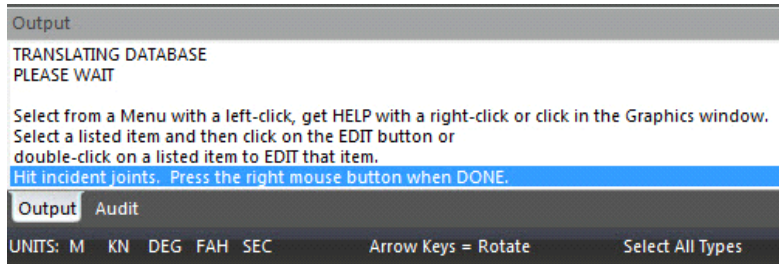 Output
TRANSLATING DATABASE
PLEASE WAIT
Select from a Menu with a left-click, get HELP with a right-click or click in the Graphics window.
Select a listed item and then click on the EDIT button or
double-click on a listed item to EDIT that item.
Hit incident joints.  Press the right mouse button when DONE.
Output Audit
UNITS: M KN DEG FAH SEC Arrow Keys = Rotate Select All Types